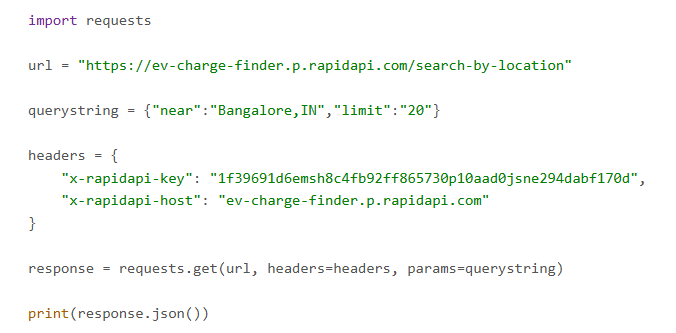 import requests
url = "https://ev-charge-finder.p.rapidapi.com/search-by-location"
querystring = {"near":"Bangalore,IN","limit":"20"}
headers = {
    "x-rapidapi-key": "1f39691d6emsh8c4fb92ff865730p10aad0jsne294dabf170d",
    "x-rapidapi-host": "ev-charge-finder.p.rapidapi.com"
}
response = requests.get(url, headers=headers, params=querystring)
print(response.json())